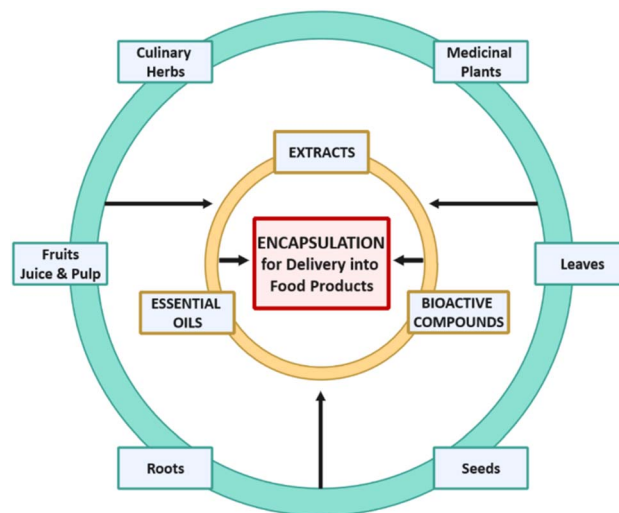 Culinary
Herbs
Medicinal
Plants
EXTRACTS
ENCAPSULATION
for Delivery into
Food Products
Fruits
Juice & Pulp
Leaves
ESSENTIAL
OILS
BIOACTIVE
COMPOUNDS
Roots
Seeds